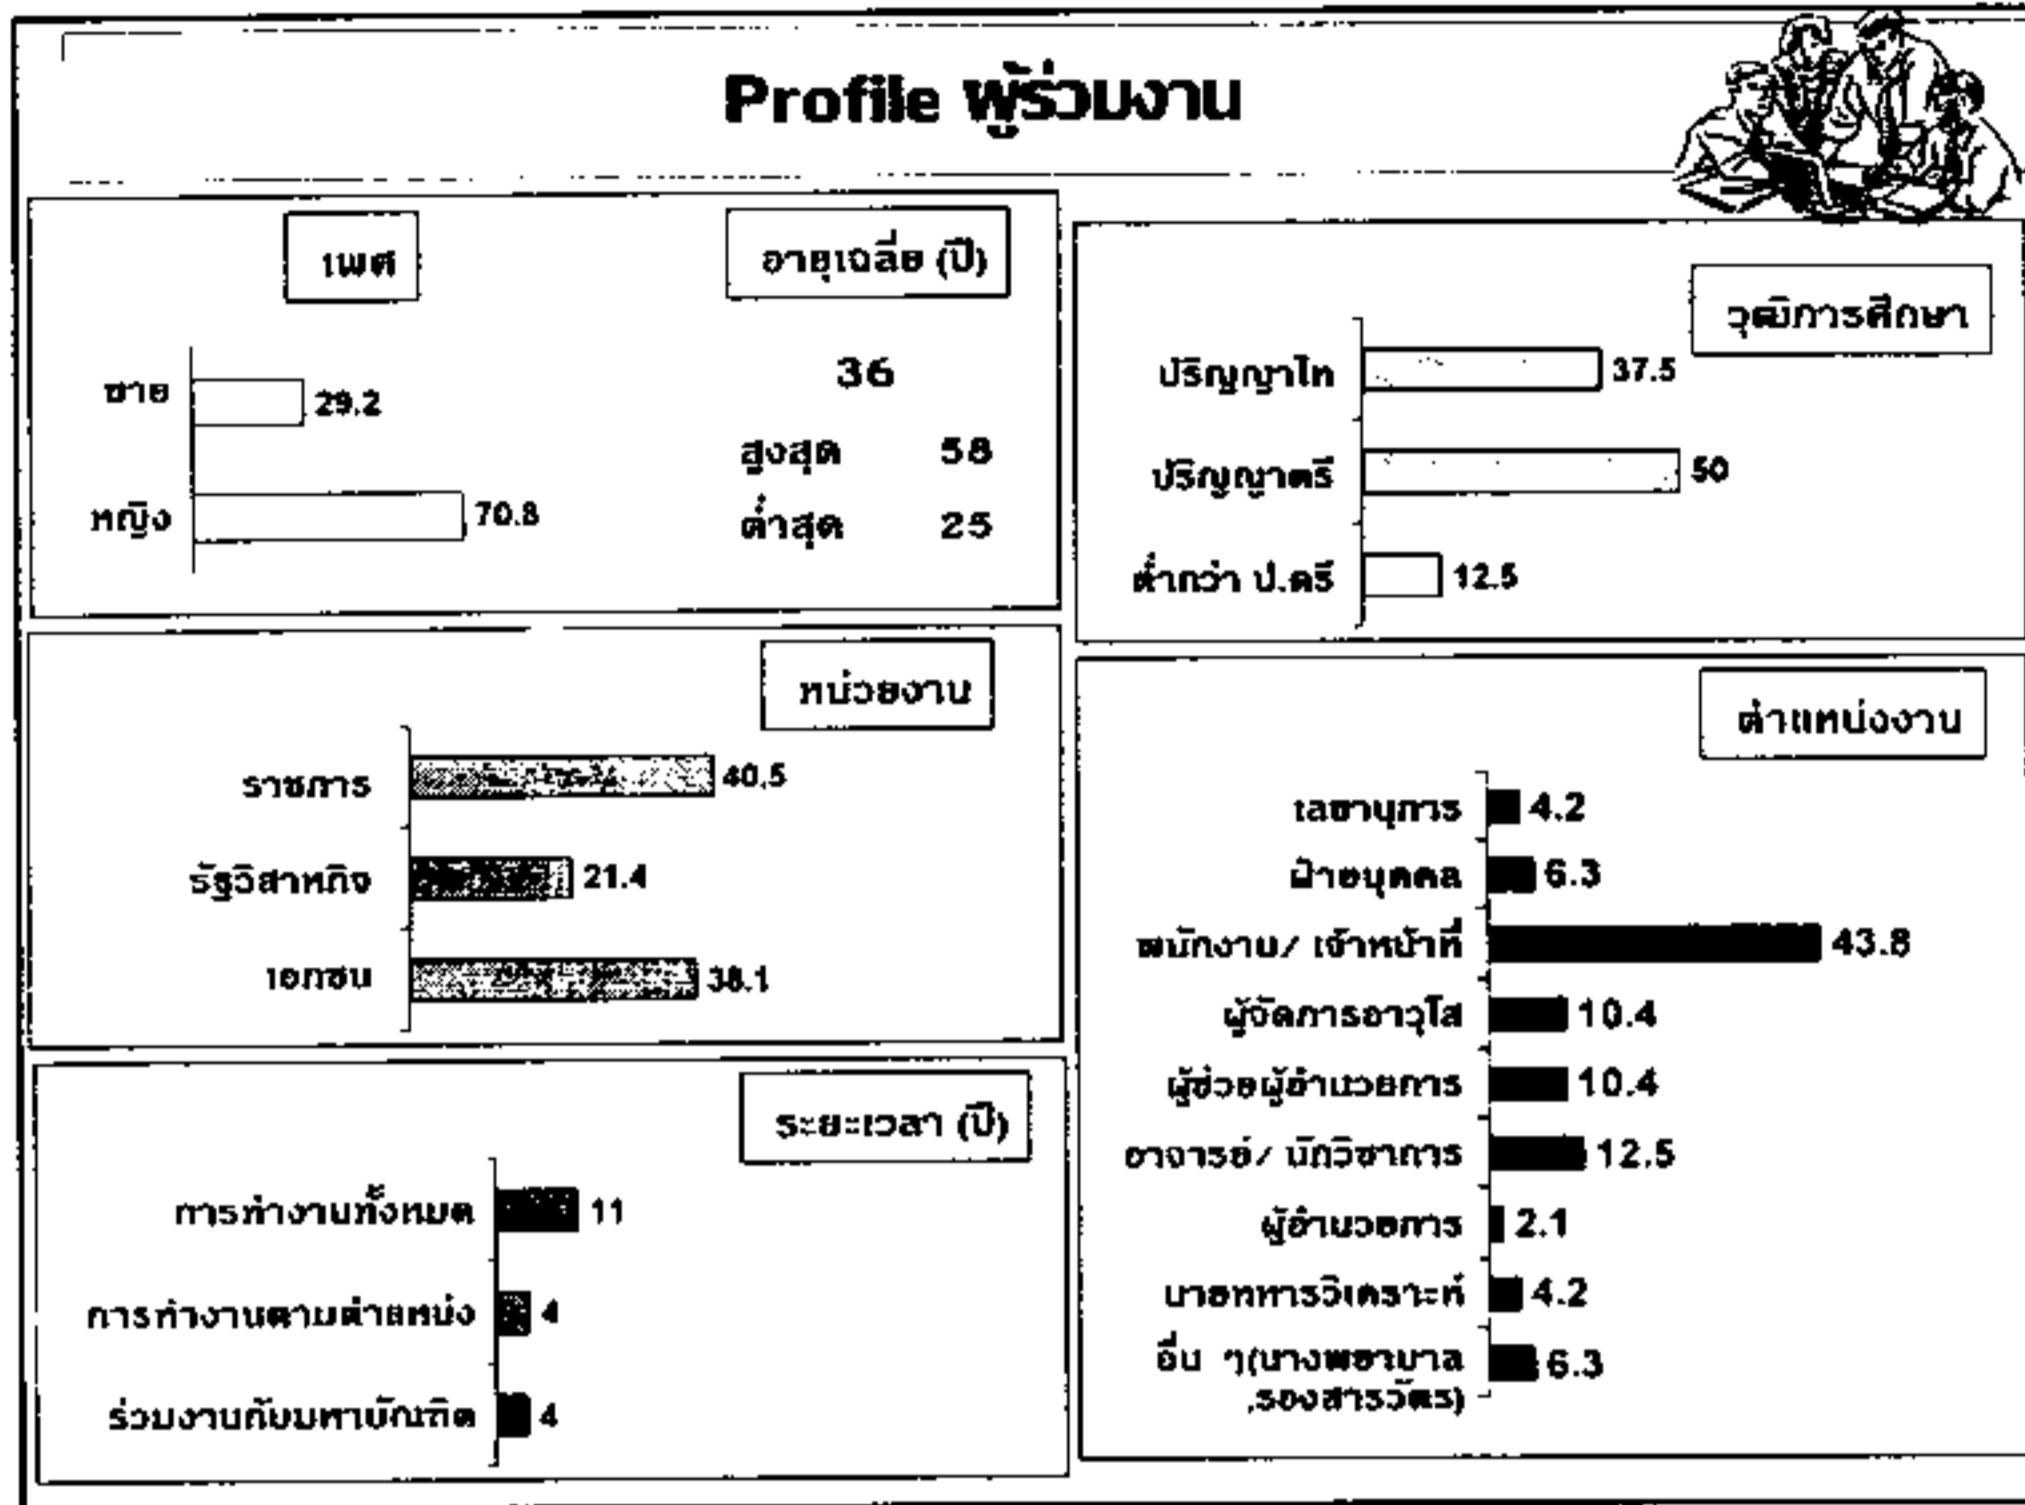 Profile ผู้ร่วมงาน
เพศ
ชาย 29.2
หญิง 70.8
อายุเฉลี่ย (ปี)
36
สูงสุด 58
ต่ำสุด 25
วุฒิการศึกษา
ปริญญาโท 37.5
ปริญญาตรี 50
ต่ำกว่า ป.ตรี 12.5
หน่วยงาน
ราชการ 40.5
รัฐวิสาหกิจ 21.4
เอกชน 38.1
ตำแหน่งงาน
เลขานุการ 4.2
ฝ่ายบุคคล 6.3
พนักงาน/ เจ้าหน้าที่ 43.8
ผู้จัดการอาวุโส 10.4
ผู้ช่วยผู้อำนวยการ 10.4
อาจารย์/ นักวิชาการ 12.5
ผู้อำนวยการ 2.1
นายทหารวิเคราะห์ 4.2
อื่น ๆ(นางพยาบาล 6.3
,รองสารวัตร)
ระยะเวลา (ปี)
การทำงานทั้งหมด 11
การทำงานตามตำแหน่ง 4
ร่วมงานกับมหาบัณฑิต 4